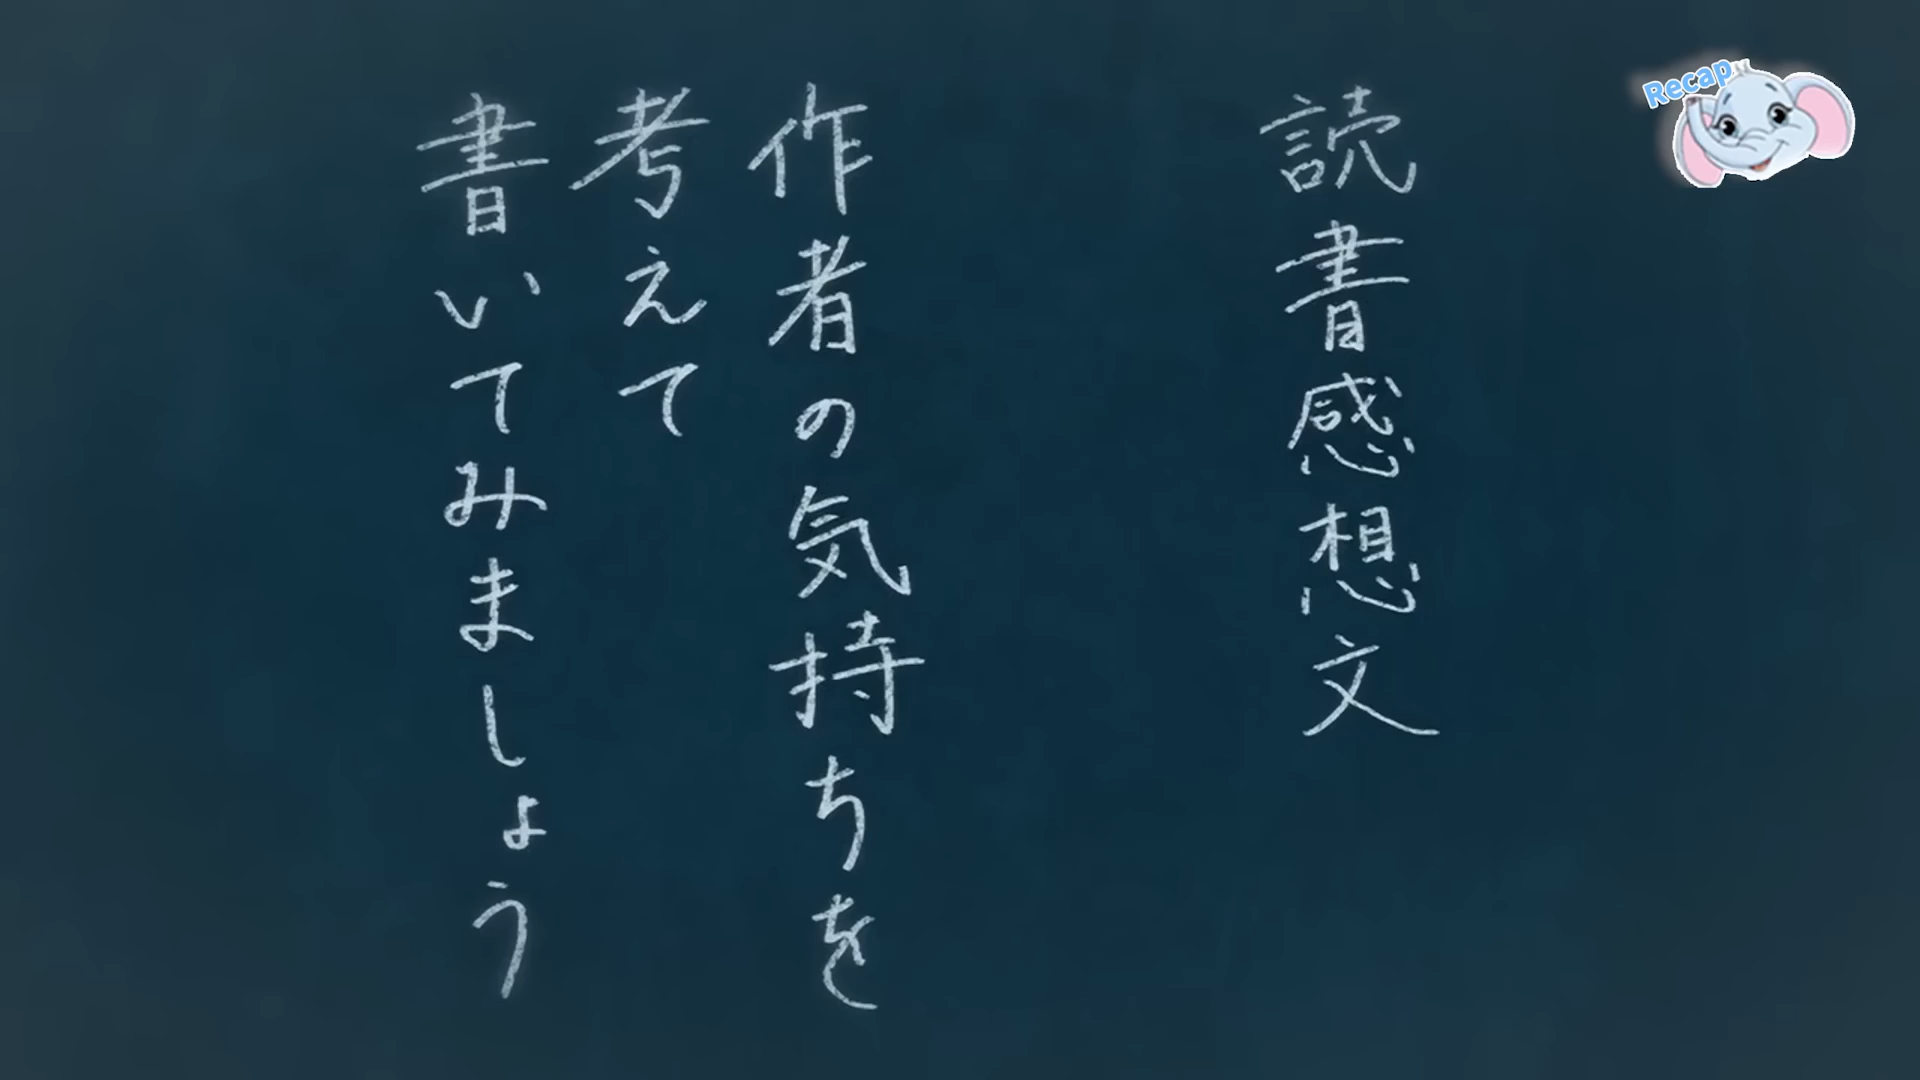 読書感想文
作者の気持ちを
考えて
書いてみましょう
Recap